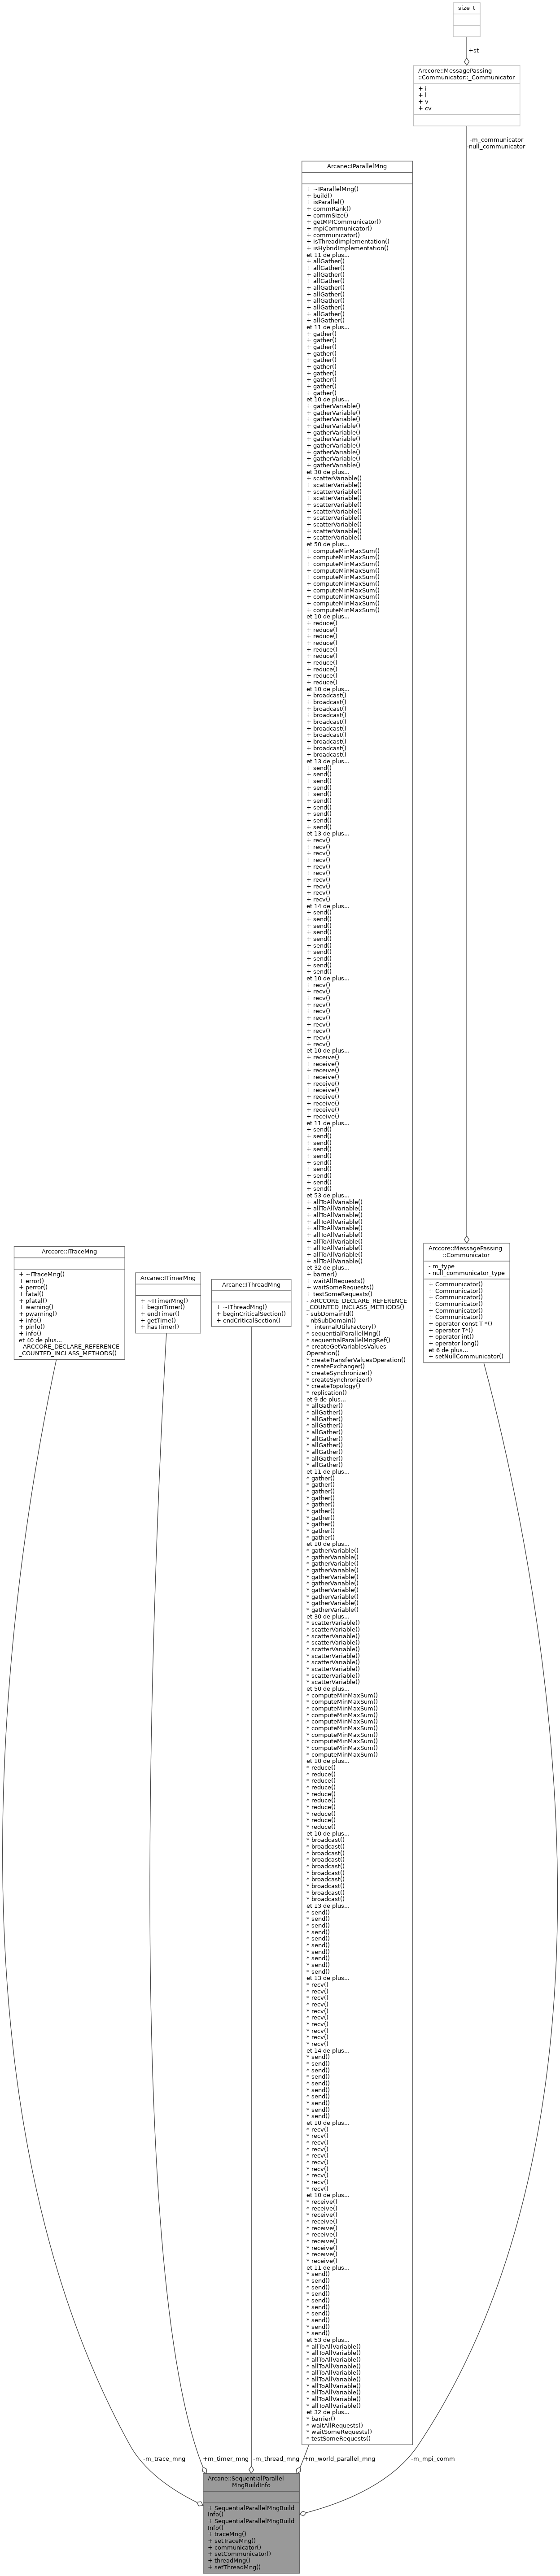 size_t
+st
Arccore::MessagePassing
::Communicator::_Communicator
+ i
+ l
+ v
+ cv
-m_communicator
-null_communicator
Arcane::IParallelMng
+ ~IParallelMng()
+ build()
+ isParallel()
+ commRank()
+ commSize()
+ getMPICommunicator()
+ mpiCommunicator()
+ communicator()
+ isThreadImplementation()
+ isHybridImplementation()
et 11 de plus...
+ allGather()
+ allGather()
+ allGather()
+ allGather()
+ allGather()
+ allGather()
+ allGather()
+ allGather()
+ allGather()
+ allGather()
et 11 de plus...
+ gather()
+ gather()
+ gather()
+ gather()
+ gather()
+ gather()
+ gather()
+ gather()
+ gather()
+ gather()
et 10 de plus...
+ gatherVariable()
+ gatherVariable()
+ gatherVariable()
+ gatherVariable()
+ gatherVariable()
+ gatherVariable()
+ gatherVariable()
+ gatherVariable()
+ gatherVariable()
+ gatherVariable()
et 30 de plus...
+ scatterVariable()
+ scatterVariable()
+ scatterVariable()
+ scatterVariable()
+ scatterVariable()
+ scatterVariable()
+ scatterVariable()
+ scatterVariable()
+ scatterVariable()
+ scatterVariable()
et 50 de plus...
+ computeMinMaxSum()
+ computeMinMaxSum()
+ computeMinMaxSum()
+ computeMinMaxSum()
+ computeMinMaxSum()
+ computeMinMaxSum()
+ computeMinMaxSum()
+ computeMinMaxSum()
+ computeMinMaxSum()
+ computeMinMaxSum()
et 10 de plus...
+ reduce()
+ reduce()
+ reduce()
+ reduce()
+ reduce()
+ reduce()
+ reduce()
+ reduce()
+ reduce()
+ reduce()
et 10 de plus...
+ broadcast()
+ broadcast()
+ broadcast()
+ broadcast()
+ broadcast()
+ broadcast()
+ broadcast()
+ broadcast()
+ broadcast()
+ broadcast()
et 13 de plus...
+ send()
+ send()
+ send()
+ send()
+ send()
+ send()
+ send()
+ send()
+ send()
+ send()
et 13 de plus...
+ recv()
+ recv()
+ recv()
+ recv()
+ recv()
+ recv()
+ recv()
+ recv()
+ recv()
+ recv()
et 14 de plus...
+ send()
+ send()
+ send()
+ send()
+ send()
+ send()
+ send()
+ send()
+ send()
+ send()
et 10 de plus...
+ recv()
+ recv()
+ recv()
+ recv()
+ recv()
+ recv()
+ recv()
+ recv()
+ recv()
+ recv()
et 10 de plus...
+ receive()
+ receive()
+ receive()
+ receive()
+ receive()
+ receive()
+ receive()
+ receive()
+ receive()
+ receive()
et 11 de plus...
+ send()
+ send()
+ send()
+ send()
+ send()
+ send()
+ send()
+ send()
+ send()
+ send()
et 53 de plus...
+ allToAllVariable()
+ allToAllVariable()
+ allToAllVariable()
+ allToAllVariable()
+ allToAllVariable()
+ allToAllVariable()
+ allToAllVariable()
+ allToAllVariable()
+ allToAllVariable()
+ allToAllVariable()
et 32 de plus...
+ barrier()
+ waitAllRequests()
+ waitSomeRequests()
+ testSomeRequests()
- ARCCORE_DECLARE_REFERENCE
_COUNTED_INCLASS_METHODS()
- subDomainId()
- nbSubDomain()
* _internalUtilsFactory()
* sequentialParallelMng()
* sequentialParallelMngRef()
* createGetVariablesValues
Operation()
* createTransferValuesOperation()
* createExchanger()
* createSynchronizer()
* createSynchronizer()
* createTopology()
* replication()
et 9 de plus...
* allGather()
* allGather()
* allGather()
* allGather()
* allGather()
* allGather()
* allGather()
* allGather()
* allGather()
* allGather()
et 11 de plus...
* gather()
* gather()
* gather()
* gather()
* gather()
* gather()
* gather()
* gather()
* gather()
* gather()
et 10 de plus...
* gatherVariable()
* gatherVariable()
* gatherVariable()
* gatherVariable()
* gatherVariable()
* gatherVariable()
* gatherVariable()
* gatherVariable()
* gatherVariable()
* gatherVariable()
et 30 de plus...
* scatterVariable()
* scatterVariable()
* scatterVariable()
* scatterVariable()
* scatterVariable()
* scatterVariable()
* scatterVariable()
* scatterVariable()
* scatterVariable()
* scatterVariable()
et 50 de plus...
* computeMinMaxSum()
* computeMinMaxSum()
* computeMinMaxSum()
* computeMinMaxSum()
* computeMinMaxSum()
* computeMinMaxSum()
* computeMinMaxSum()
* computeMinMaxSum()
* computeMinMaxSum()
* computeMinMaxSum()
et 10 de plus...
* reduce()
* reduce()
* reduce()
* reduce()
* reduce()
* reduce()
* reduce()
* reduce()
* reduce()
* reduce()
et 10 de plus...
* broadcast()
* broadcast()
* broadcast()
* broadcast()
* broadcast()
* broadcast()
* broadcast()
* broadcast()
* broadcast()
* broadcast()
et 13 de plus...
* send()
* send()
* send()
* send()
* send()
* send()
* send()
* send()
* send()
* send()
et 13 de plus...
* recv()
* recv()
* recv()
* recv()
* recv()
* recv()
* recv()
* recv()
* recv()
* recv()
et 14 de plus...
* send()
* send()
* send()
* send()
* send()
* send()
* send()
* send()
* send()
* send()
et 10 de plus...
* recv()
* recv()
* recv()
* recv()
* recv()
* recv()
* recv()
* recv()
* recv()
* recv()
et 10 de plus...
* receive()
* receive()
* receive()
* receive()
* receive()
* receive()
* receive()
* receive()
* receive()
* receive()
et 11 de plus...
* send()
* send()
* send()
* send()
* send()
* send()
* send()
* send()
* send()
* send()
et 53 de plus...
* allToAllVariable()
* allToAllVariable()
* allToAllVariable()
* allToAllVariable()
* allToAllVariable()
* allToAllVariable()
* allToAllVariable()
* allToAllVariable()
* allToAllVariable()
* allToAllVariable()
et 32 de plus...
* barrier()
* waitAllRequests()
* waitSomeRequests()
* testSomeRequests()
Arccore::ITraceMng
+ ~ITraceMng()
+ error()
+ perror()
+ fatal()
+ pfatal()
+ warning()
+ pwarning()
+ info()
+ pinfo()
+ info()
et 40 de plus...
- ARCCORE_DECLARE_REFERENCE
_COUNTED_INCLASS_METHODS()
Arcane::ITimerMng
+ ~ITimerMng()
+ beginTimer()
+ endTimer()
+ getTime()
+ hasTimer()
Arcane::IThreadMng
+ ~IThreadMng()
+ beginCriticalSection()
+ endCriticalSection()
Arccore::MessagePassing
::Communicator
- m_type
- null_communicator_type
+ Communicator()
+ Communicator()
+ Communicator()
+ Communicator()
+ Communicator()
+ Communicator()
+ operator const T *()
+ operator T*()
+ operator int()
+ operator long()
et 6 de plus...
+ setNullCommunicator()
-m_trace_mng
+m_timer_mng
-m_thread_mng
+m_world_parallel_mng
-m_mpi_comm
Arcane::SequentialParallel
MngBuildInfo
+ SequentialParallelMngBuild
Info()
+ SequentialParallelMngBuild
Info()
+ traceMng()
+ setTraceMng()
+ communicator()
+ setCommunicator()
+ threadMng()
+ setThreadMng()